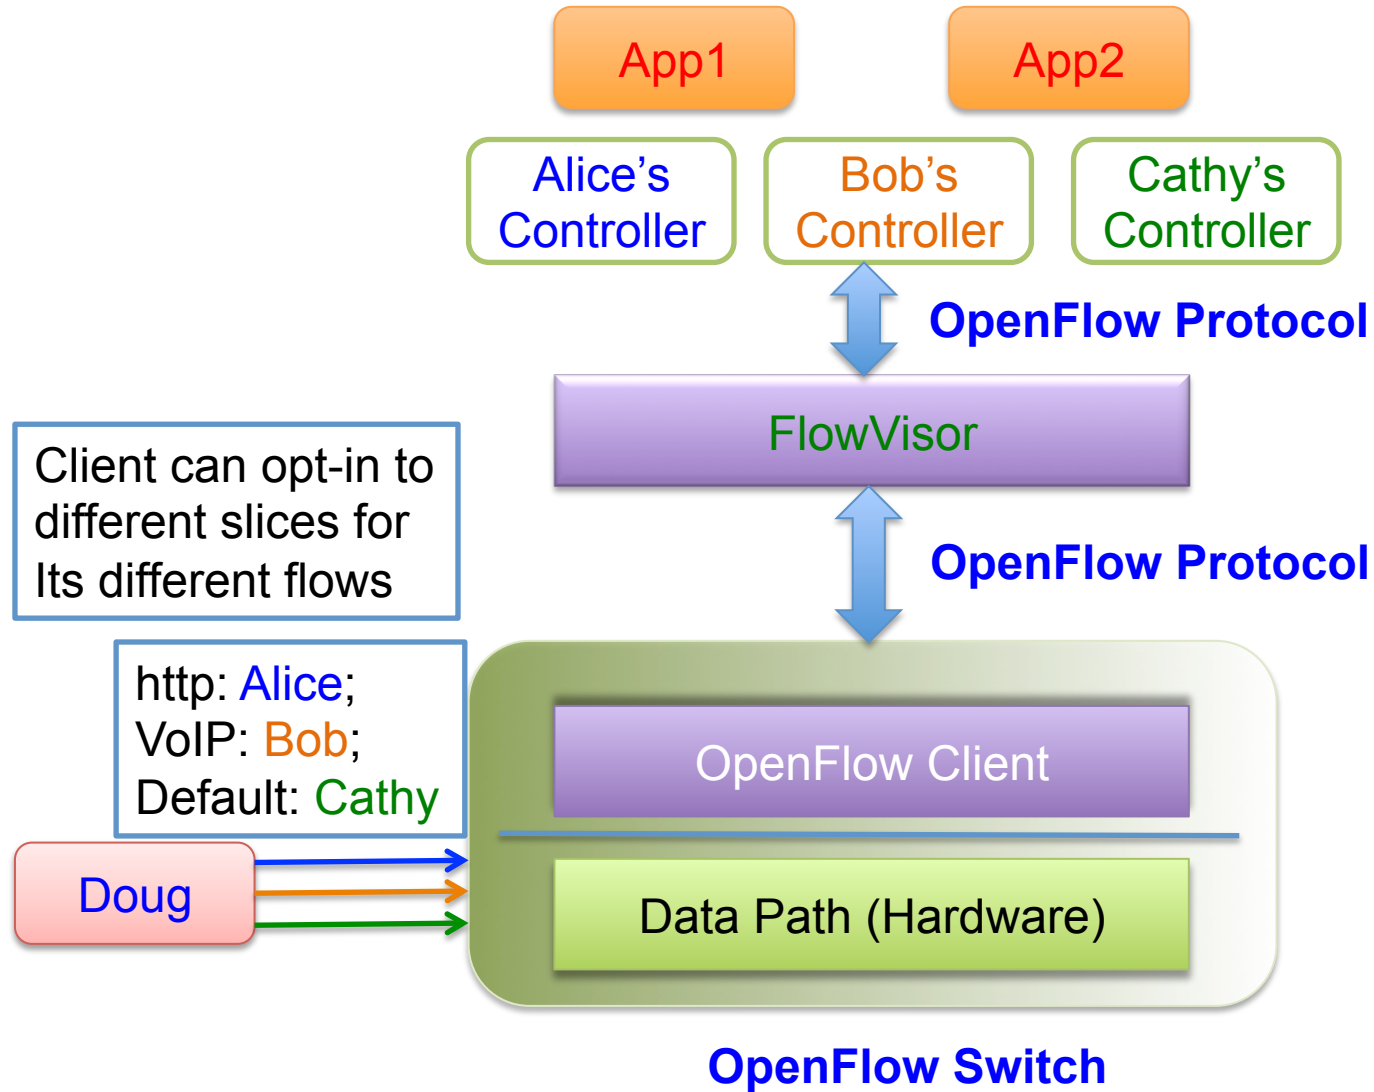 App1
App2
Alice’s
Controller
Bob’s
Controller
Cathy’s
Controller
OpenFlow Protocol
FlowVisor
Client can opt-in to
different slices for
Its different flows
OpenFlow Protocol
http: Alice;
VoIP: Bob;
Default: Cathy
OpenFlow Client
Doug
Data Path (Hardware)
OpenFlow Switch